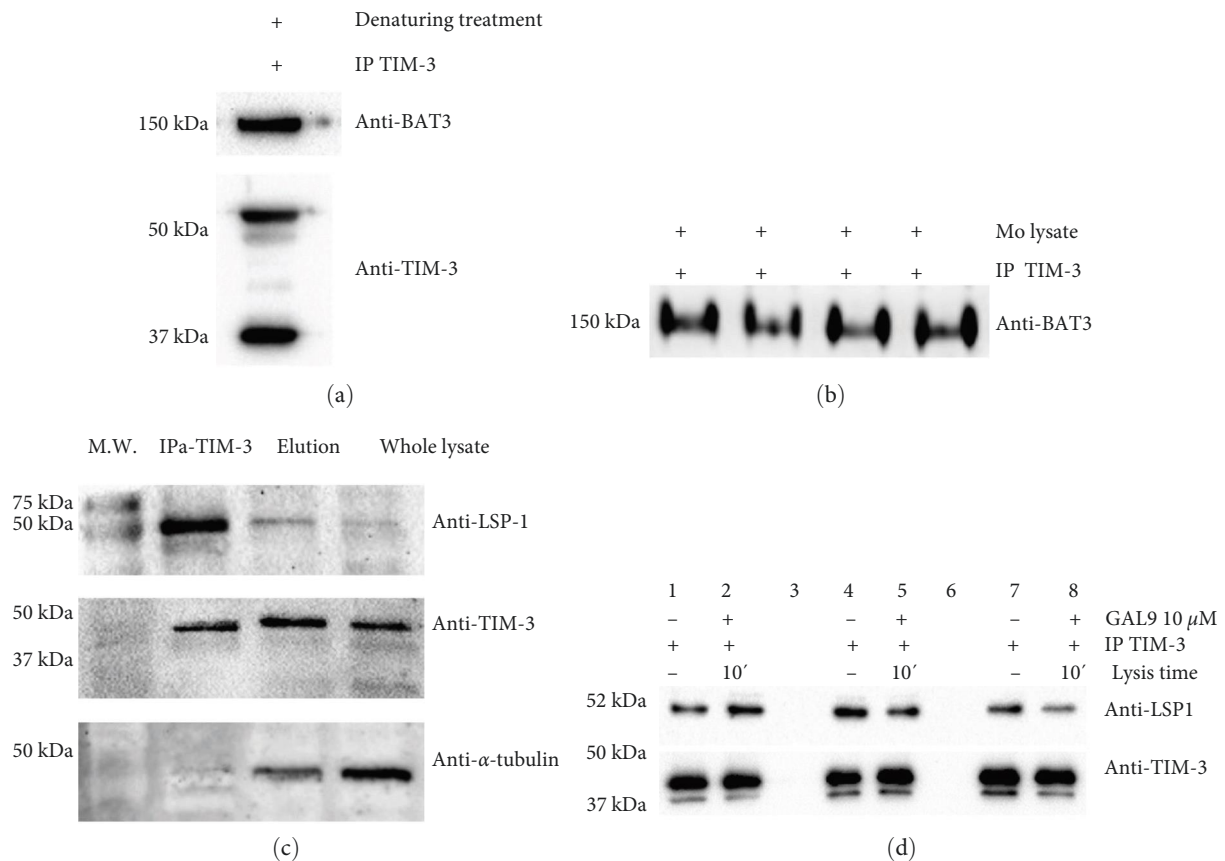 + Denaturing treatment
+ IP TIM-3
150 kDa Anti-BAT3
50 kDa
Anti-TIM-3
37 kDa
(a)
+ + + + Mo lysate
+ + + + IP TIM-3
150 kDa Anti-BAT3
(b)
M.W. IPa-TIM-3 Elution Whole lysate
75 kDa
50 kDa Anti-LSP-1
50 kDa Anti-TIM-3
37 kDa
50 kDa Anti-α-tubulin
(c)
1 2 3 4 5 6 7 8
– + – + – + GAL9 10 μM
+ + + + + + IP TIM-3
– 10′ – 10′ – 10′ Lysis time
52 kDa Anti-LSP1
50 kDa Anti-TIM-3
37 kDa
(d)